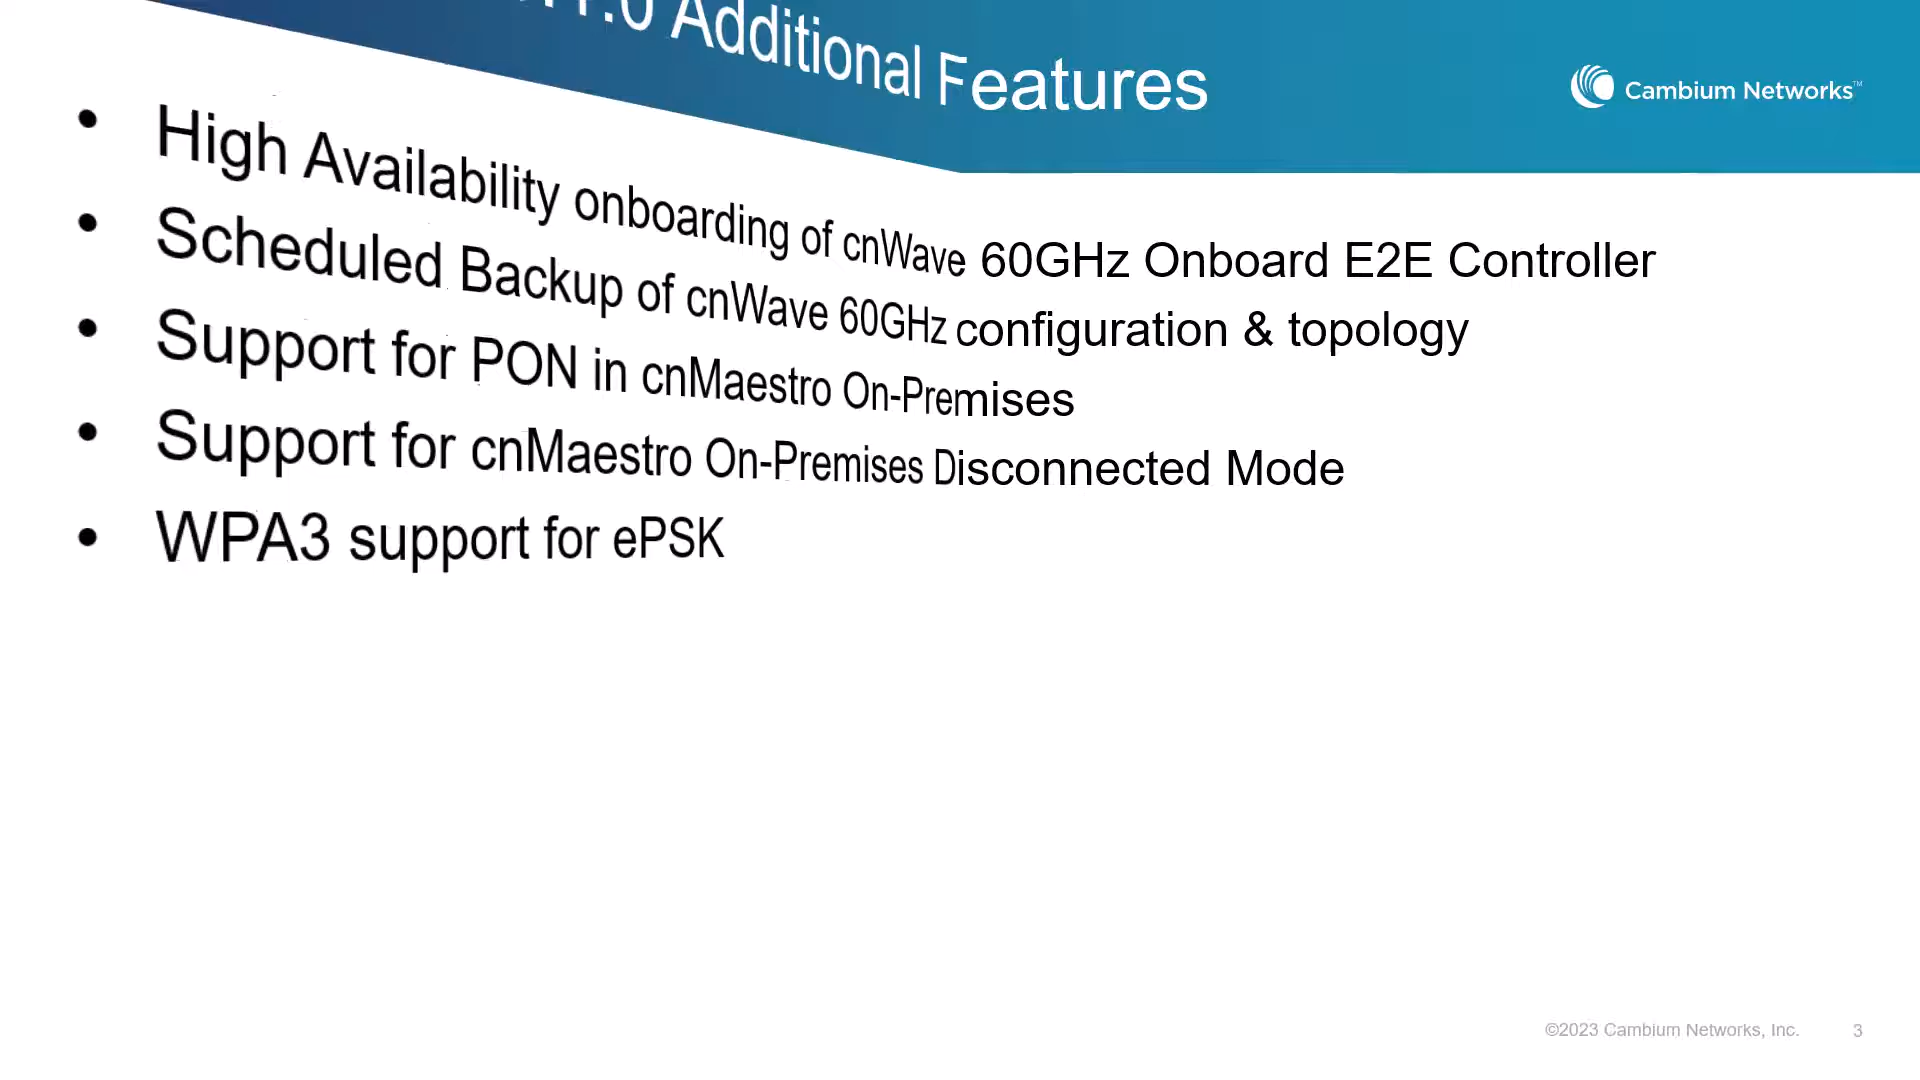 Additional Features
Cambium Networks™
• High Availability onboarding of cnWave 60GHz Onboard E2E Controller
• Scheduled Backup of cnWave 60GHz configuration & topology
• Support for PON in cnMaestro On-Premises
• Support for cnMaestro On-Premises Disconnected Mode
• WPA3 support for ePSK
©2023 Cambium Networks, Inc. 3